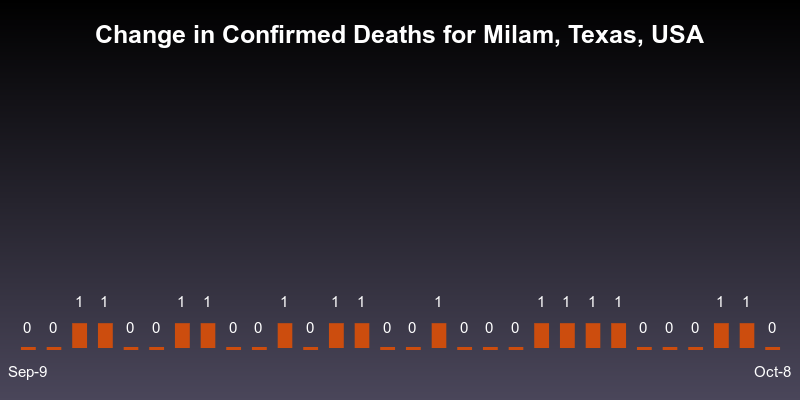 Change in Confirmed Deaths for Milam, Texas, USA
0 0 1 1 0 0 1 1 0 0 1 0 1 1 0 0 1 0 0 0 1 1 1 1 0 0 0 1 1 0
Sep-9 Oct-8